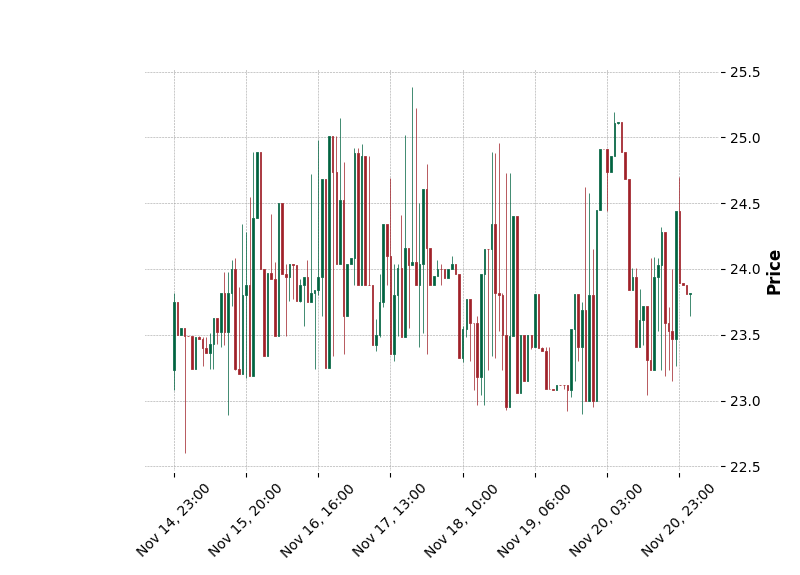 25.5
25.0
24.5
24.0
23.5
23.0
22.5
Price
Nov 14, 23:00
Nov 15, 20:00
Nov 16, 16:00
Nov 17, 13:00
Nov 18, 10:00
Nov 19, 06:00
Nov 20, 03:00
Nov 20, 23:00